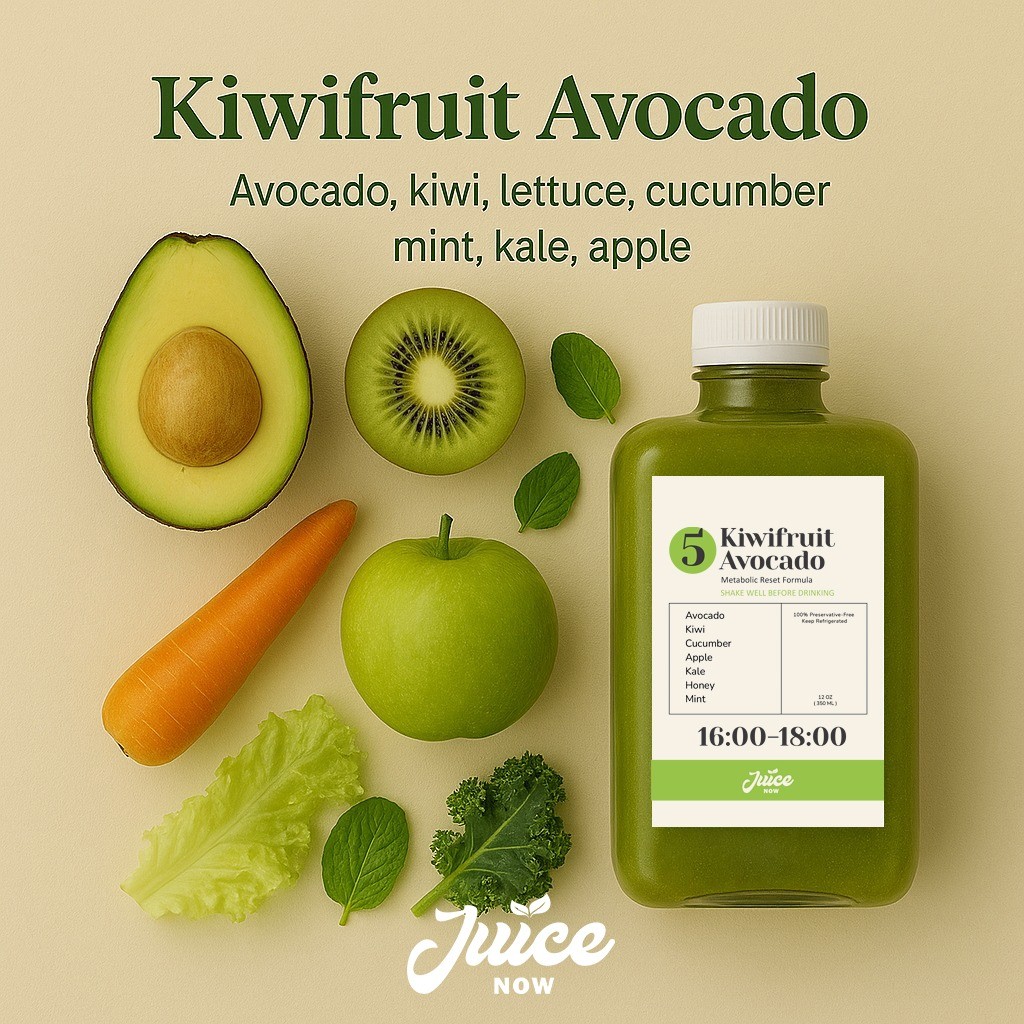 Kiwifruit Avocado
Avocado, kiwi, lettuce, cucumber
mint, kale, apple
5
Kiwifruit
Avocado
Metabolic Reset Formula
SHAKE WELL BEFORE DRINKING
Avocado
Kiwi
Cucumber
Apple
Kale
Honey
Mint
100% Preservative-Free
Keep Refrigerated
12 OZ
( 350 ML )
16:00-18:00
Juice
NOW
Juice
NOW